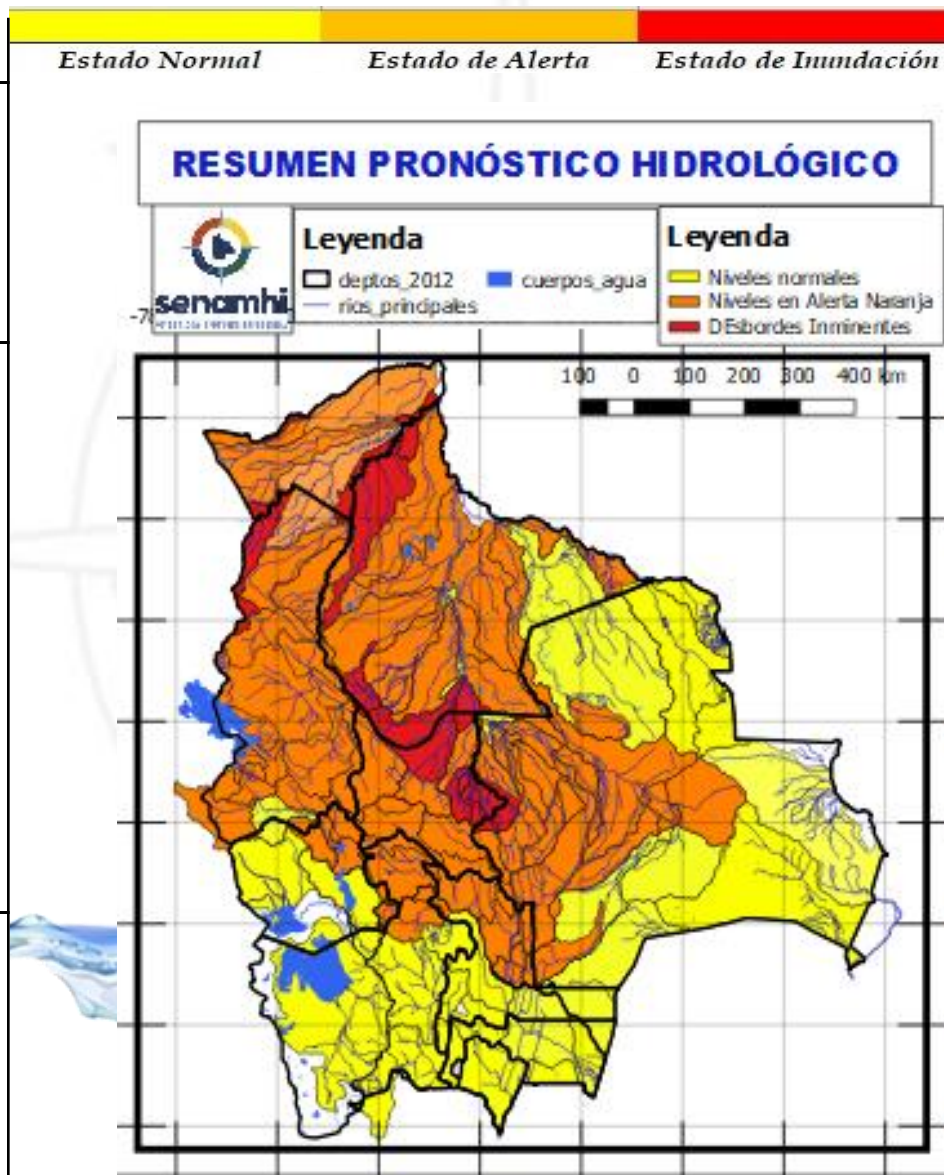 Estado Normal Estado de Alerta Estado de Inundación
RESUMEN PRONÓSTICO HIDROLÓGICO
senamhi
Leyenda
deptos_2012 cuerpos_agua
rios_principales
Leyenda
Niveles normales
Niveles en Alerta Naranja
DEsbordes Inminentes
100 0 100 200 300 400 km